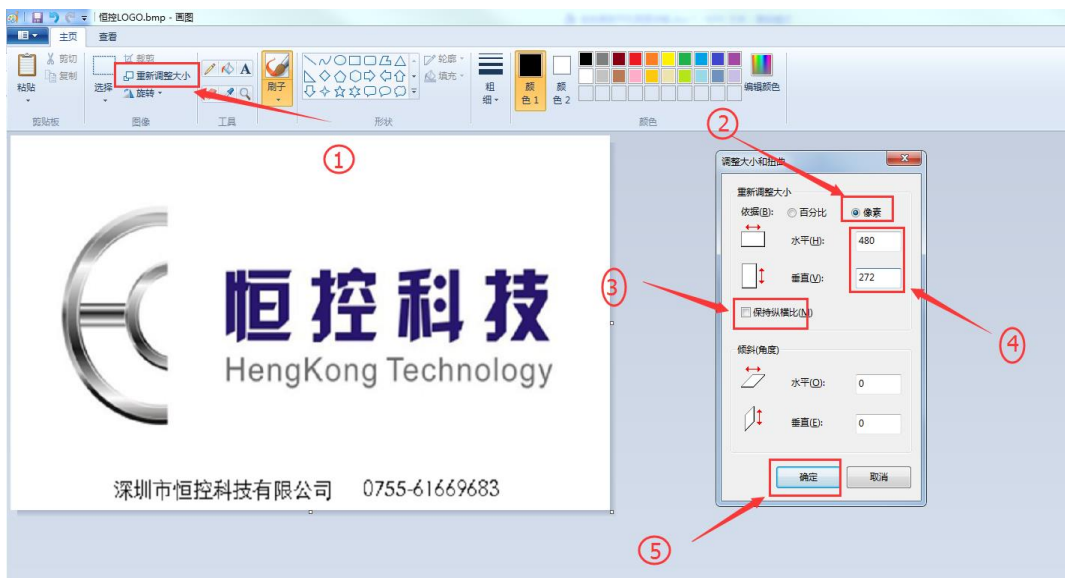 恒控LOGO.bmp - 画图
主页 查看
粘贴
剪切
复制
剪贴板
选择
裁剪
重新调整大小
旋转
图像
A
工具
刷子
轮廓
填充
形状
粗细
颜色 1
颜色 2
编辑颜色
颜色
①
恒控科技
HengKong Technology
深圳市恒控科技有限公司 0755-61669683
②
调整大小和扭曲
重新调整大小
依据(B): 百分比 像素
水平(H): 480
垂直(V): 272
③
保持纵横比(M)
④
倾斜(角度)
水平(O): 0
垂直(E): 0
确定 取消
⑤